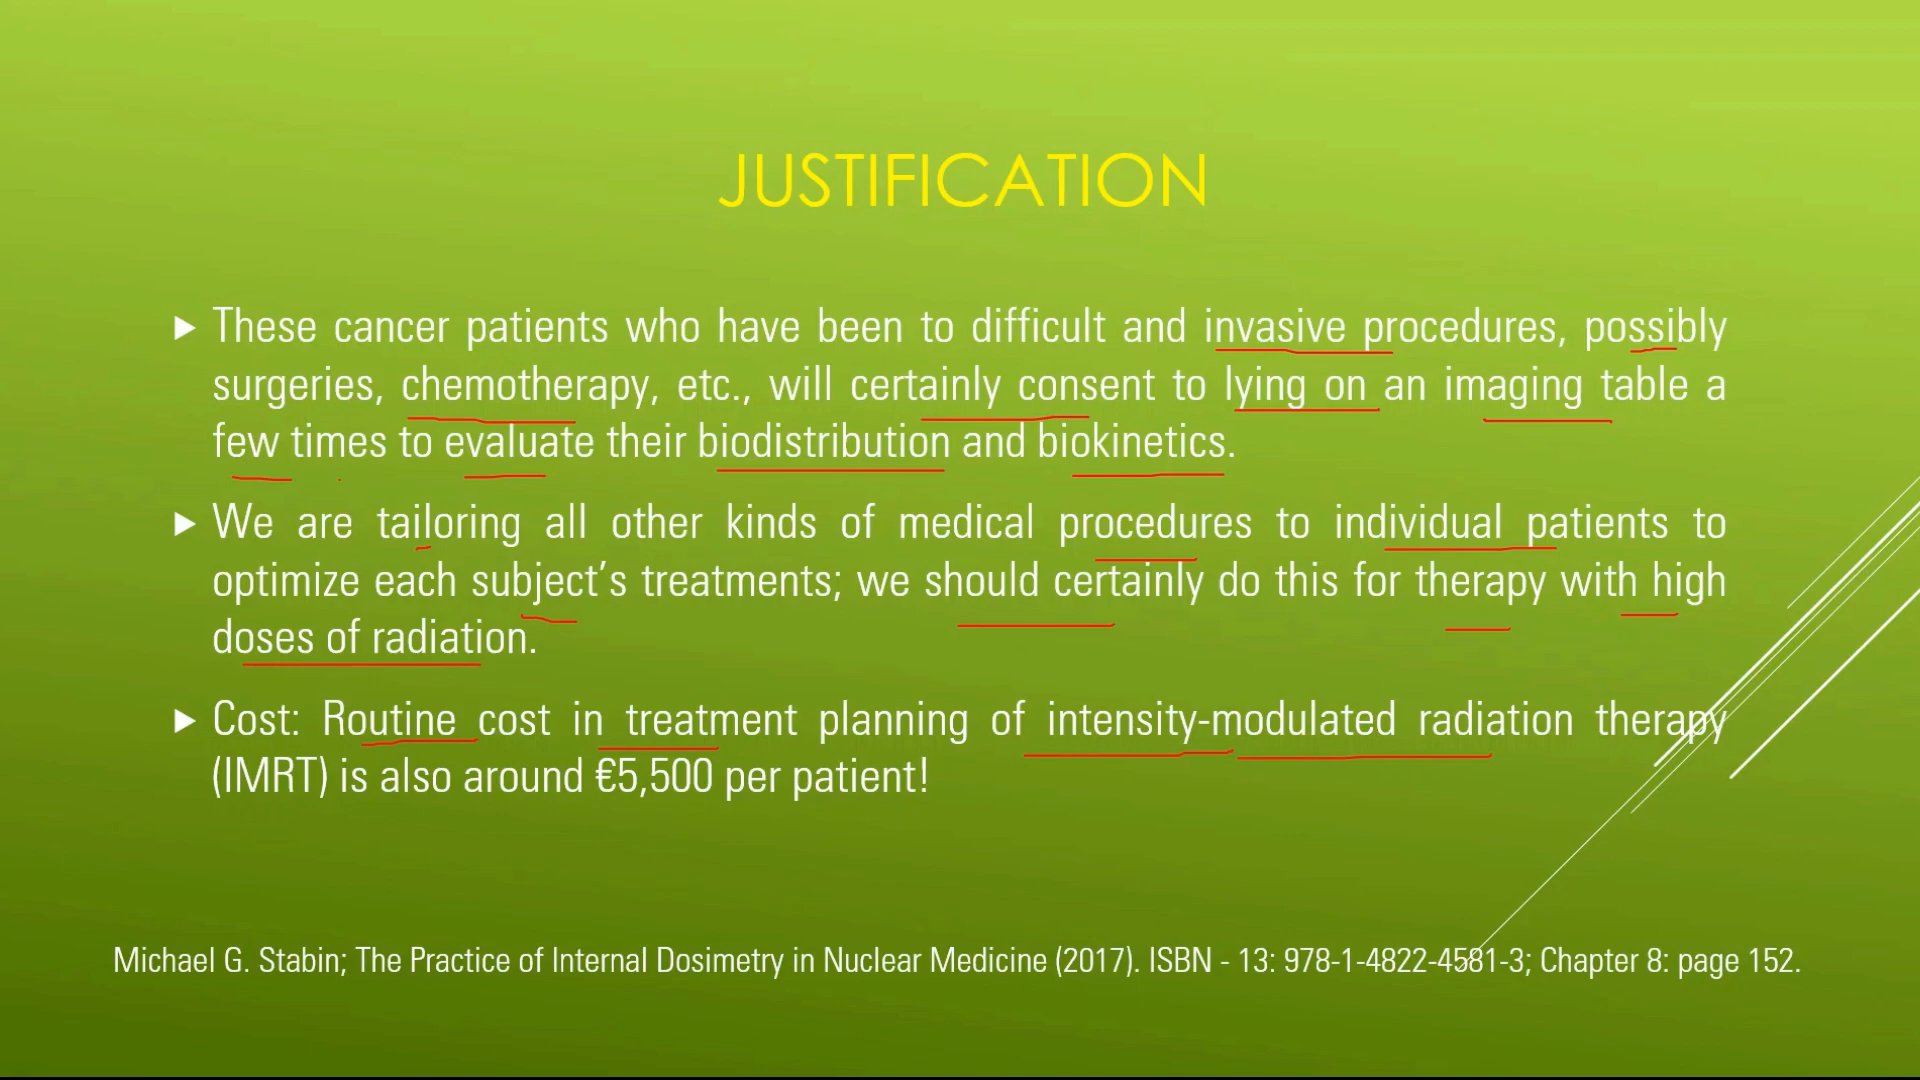 JUSTIFICATION
These cancer patients who have been to difficult and invasive procedures, possibly
surgeries, chemotherapy, etc., will certainly consent to lying on an imaging table a
few times to evaluate their biodistribution and biokinetics.
We are tailoring all other kinds of medical procedures to individual patients to
optimize each subject’s treatments; we should certainly do this for therapy with high
doses of radiation.
Cost: Routine cost in treatment planning of intensity-modulated radiation therapy
(IMRT) is also around €5,500 per patient!
Michael G. Stabin; The Practice of Internal Dosimetry in Nuclear Medicine (2017). ISBN - 13: 978-1-4822-4581-3; Chapter 8: page 152.